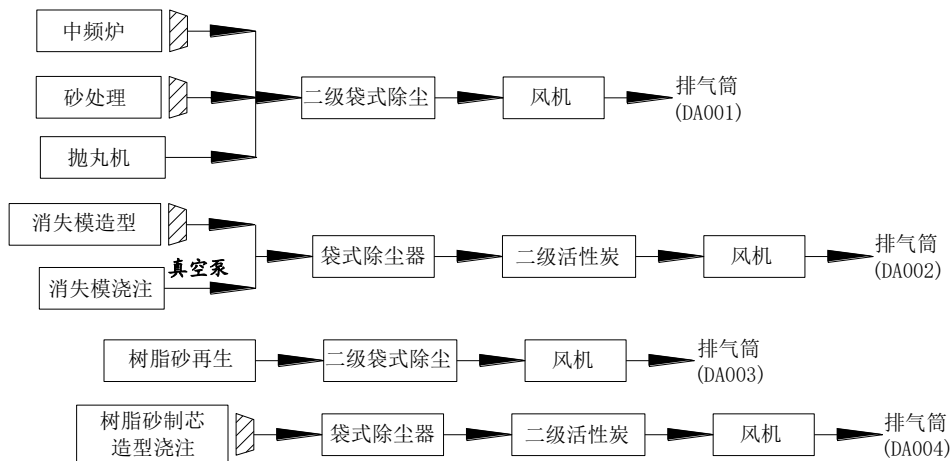 中频炉
砂处理
抛丸机
二级袋式除尘
风机
排气筒
(DA001)
消失模造型
消失模浇注
真空泵
袋式除尘器
二级活性炭
风机
排气筒
(DA002)
树脂砂再生
二级袋式除尘
风机
排气筒
(DA003)
树脂砂制芯
造型浇注
袋式除尘器
二级活性炭
风机
排气筒
(DA004)